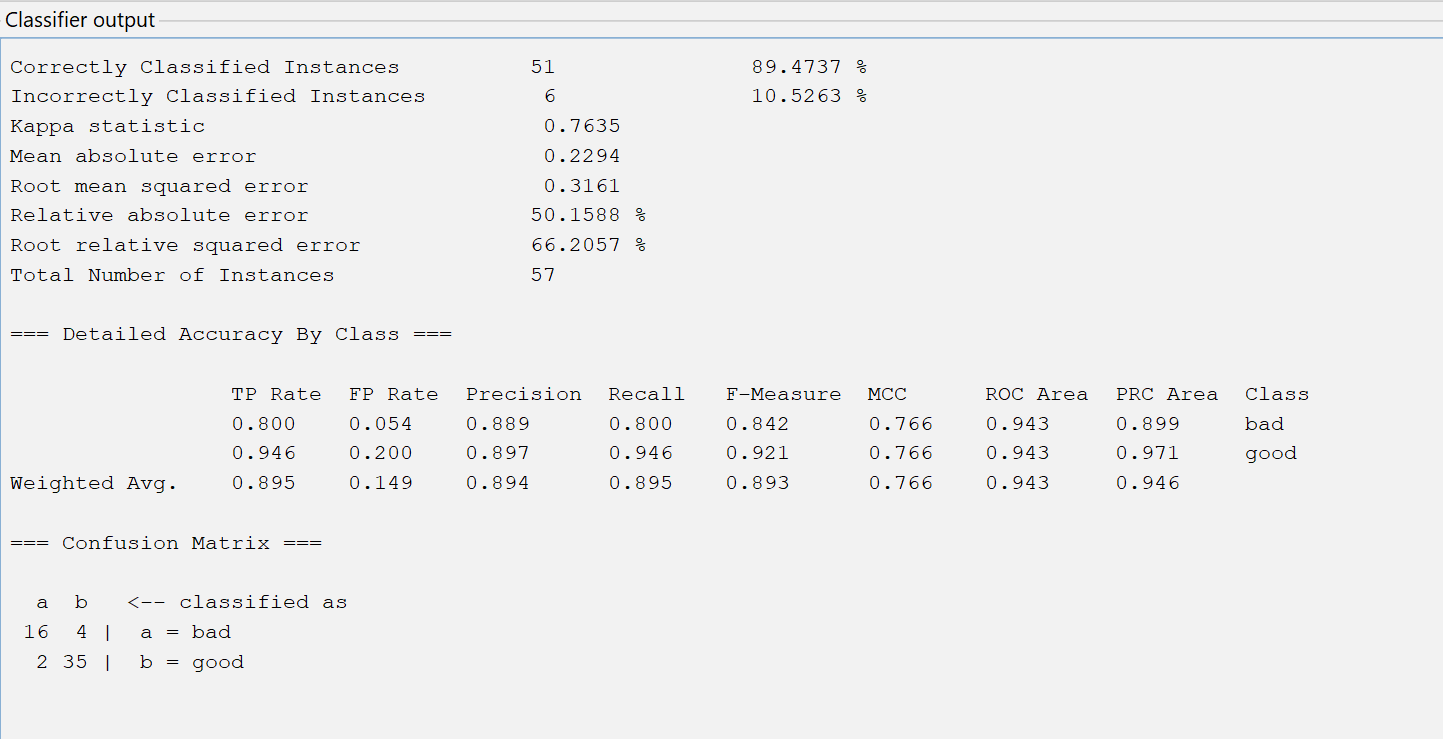 Classifier output
Correctly Classified Instances          51               89.4737 %
Incorrectly Classified Instances         6               10.5263 %
Kappa statistic                          0.7635
Mean absolute error                      0.2294
Root mean squared error                  0.3161
Relative absolute error                 50.1588 %
Root relative squared error             66.2057 %
Total Number of Instances               57
=== Detailed Accuracy By Class ===
                 TP Rate  FP Rate  Precision  Recall   F-Measure  MCC      ROC Area  PRC Area  Class
                 0.800    0.054    0.889      0.800    0.842      0.766    0.943     0.899     bad
                 0.946    0.200    0.897      0.946    0.921      0.766    0.943     0.971     good
Weighted Avg.    0.895    0.149    0.894      0.895    0.893      0.766    0.943     0.946
=== Confusion Matrix ===
  a  b   <-- classified as
 16  4 |  a = bad
  2 35 |  b = good